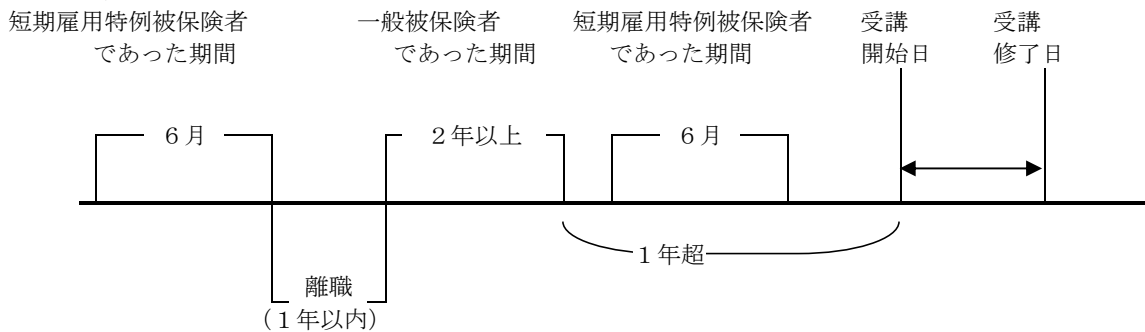 短期雇用特例被保険者
であった期間
一般被保険者
であった期間
短期雇用特例被保険者
であった期間
受講
開始日
受講
修了日
６月
２年以上
６月
１年超
離職
（１年以内）